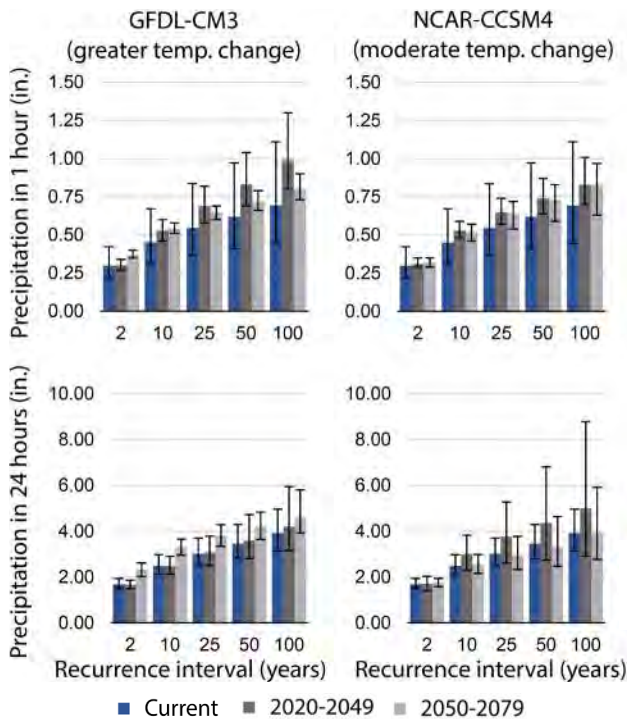 GFDL-CM3
(greater temp. change)
NCAR-CCSM4
(moderate temp. change)
Precipitation in 1 hour (in.)
1.50
1.25
1.00
0.75
0.50
0.25
0.00
2 10 25 50 100
1.50
1.25
1.00
0.75
0.50
0.25
0.00
2 10 25 50 100
Precipitation in 24 hours (in.)
10.00
8.00
6.00
4.00
2.00
0.00
2 10 25 50 100
Recurrence interval (years)
10.00
8.00
6.00
4.00
2.00
0.00
2 10 25 50 100
Recurrence interval (years)
Current 2020-2049 2050-2079